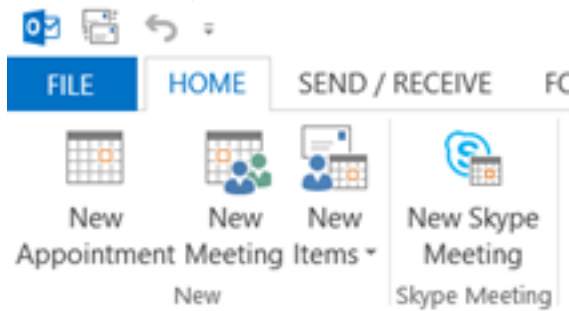 FILE HOME SEND / RECEIVE
New Appointment
New Meeting
New Items
New Skype Meeting
New
Skype Meeting